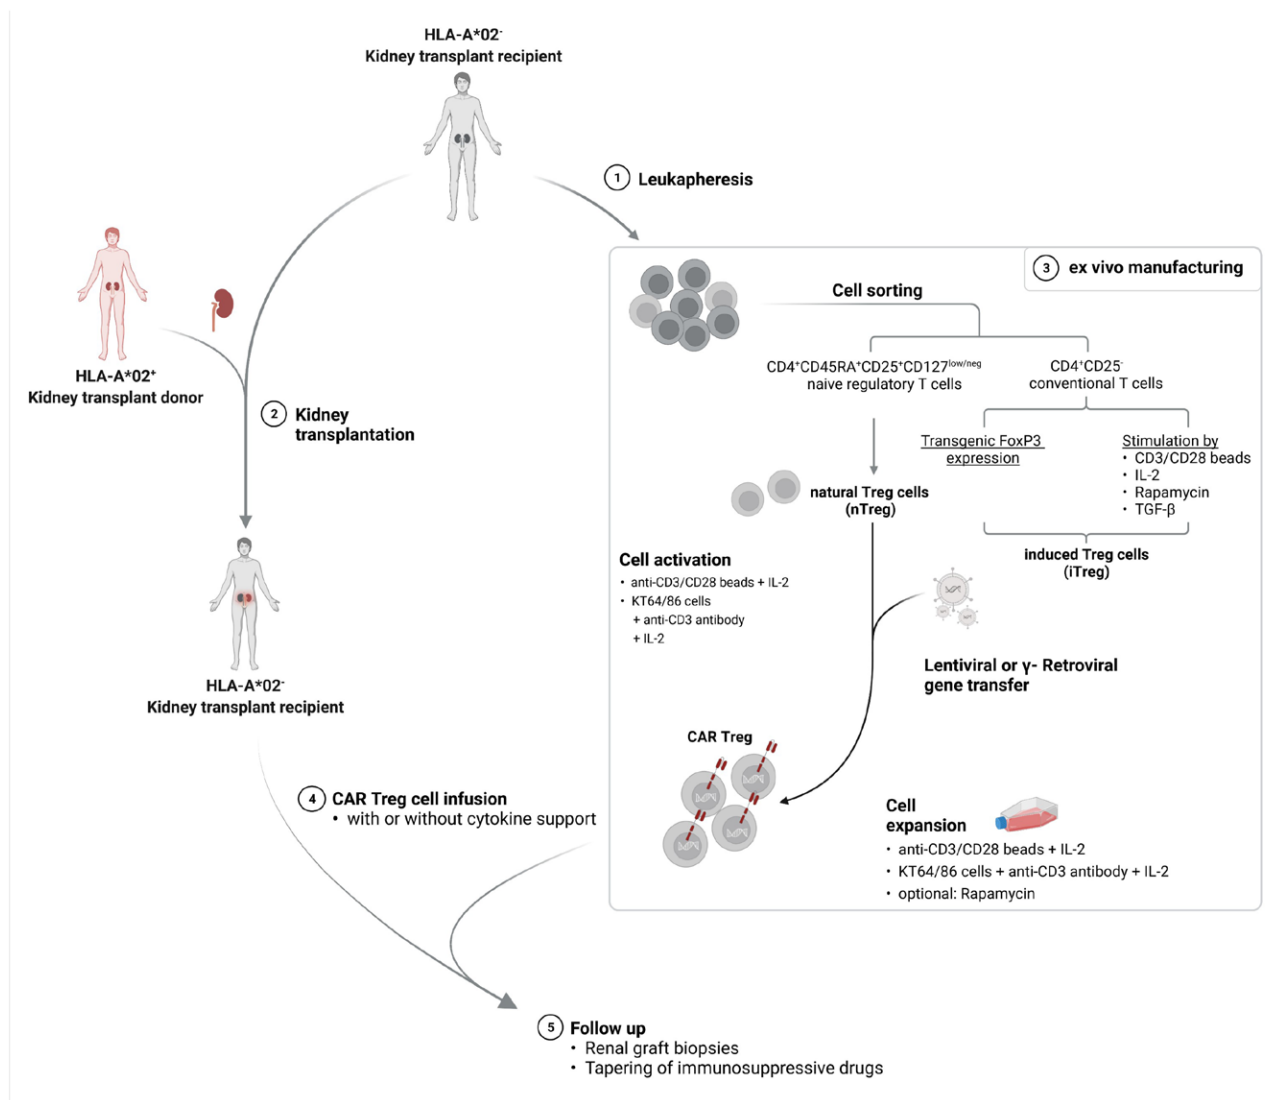 HLA-A*02⁻
Kidney transplant recipient
1 Leukapheresis
HLA-A*02⁺
Kidney transplant donor
2 Kidney
transplantation
HLA-A*02⁻
Kidney transplant recipient
3 ex vivo manufacturing
Cell sorting
CD4⁺CD45RA⁺CD25⁺CD127low/neg
naive regulatory T cells
CD4⁺CD25⁻
conventional T cells
Transgenic FoxP3
expression
Stimulation by
• CD3/CD28 beads
• IL-2
• Rapamycin
• TGF-β
natural Treg cells
(nTreg)
induced Treg cells
(iTreg)
Cell activation
• anti-CD3/CD28 beads + IL-2
• KT64/86 cells
+ anti-CD3 antibody
+ IL-2
Lentiviral or γ- Retroviral
gene transfer
CAR Treg
Cell
expansion
• anti-CD3/CD28 beads + IL-2
• KT64/86 cells + anti-CD3 antibody + IL-2
• optional: Rapamycin
4 CAR Treg cell infusion
• with or without cytokine support
5 Follow up
• Renal graft biopsies
• Tapering of immunosuppressive drugs